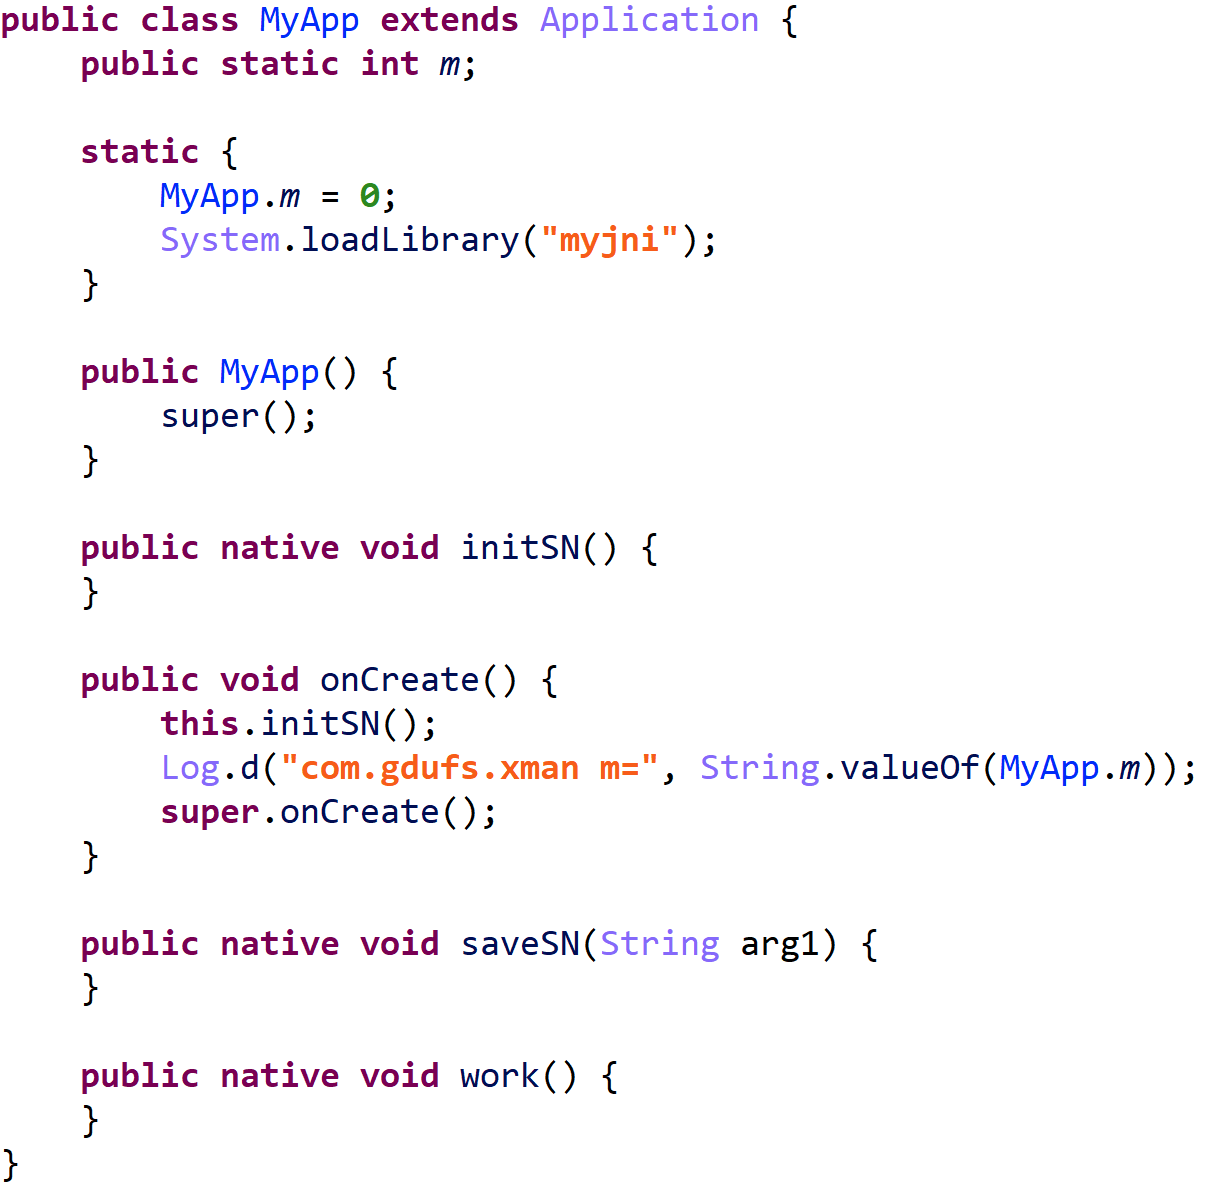 public class MyApp extends Application {
    public static int m;

    static {
        MyApp.m = 0;
        System.loadLibrary("myjni");
    }

    public MyApp() {
        super();
    }

    public native void initSN() {
    }

    public void onCreate() {
        this.initSN();
        Log.d("com.gdufs.xman m=", String.valueOf(MyApp.m));
        super.onCreate();
    }

    public native void saveSN(String arg1) {
    }

    public native void work() {
    }
}